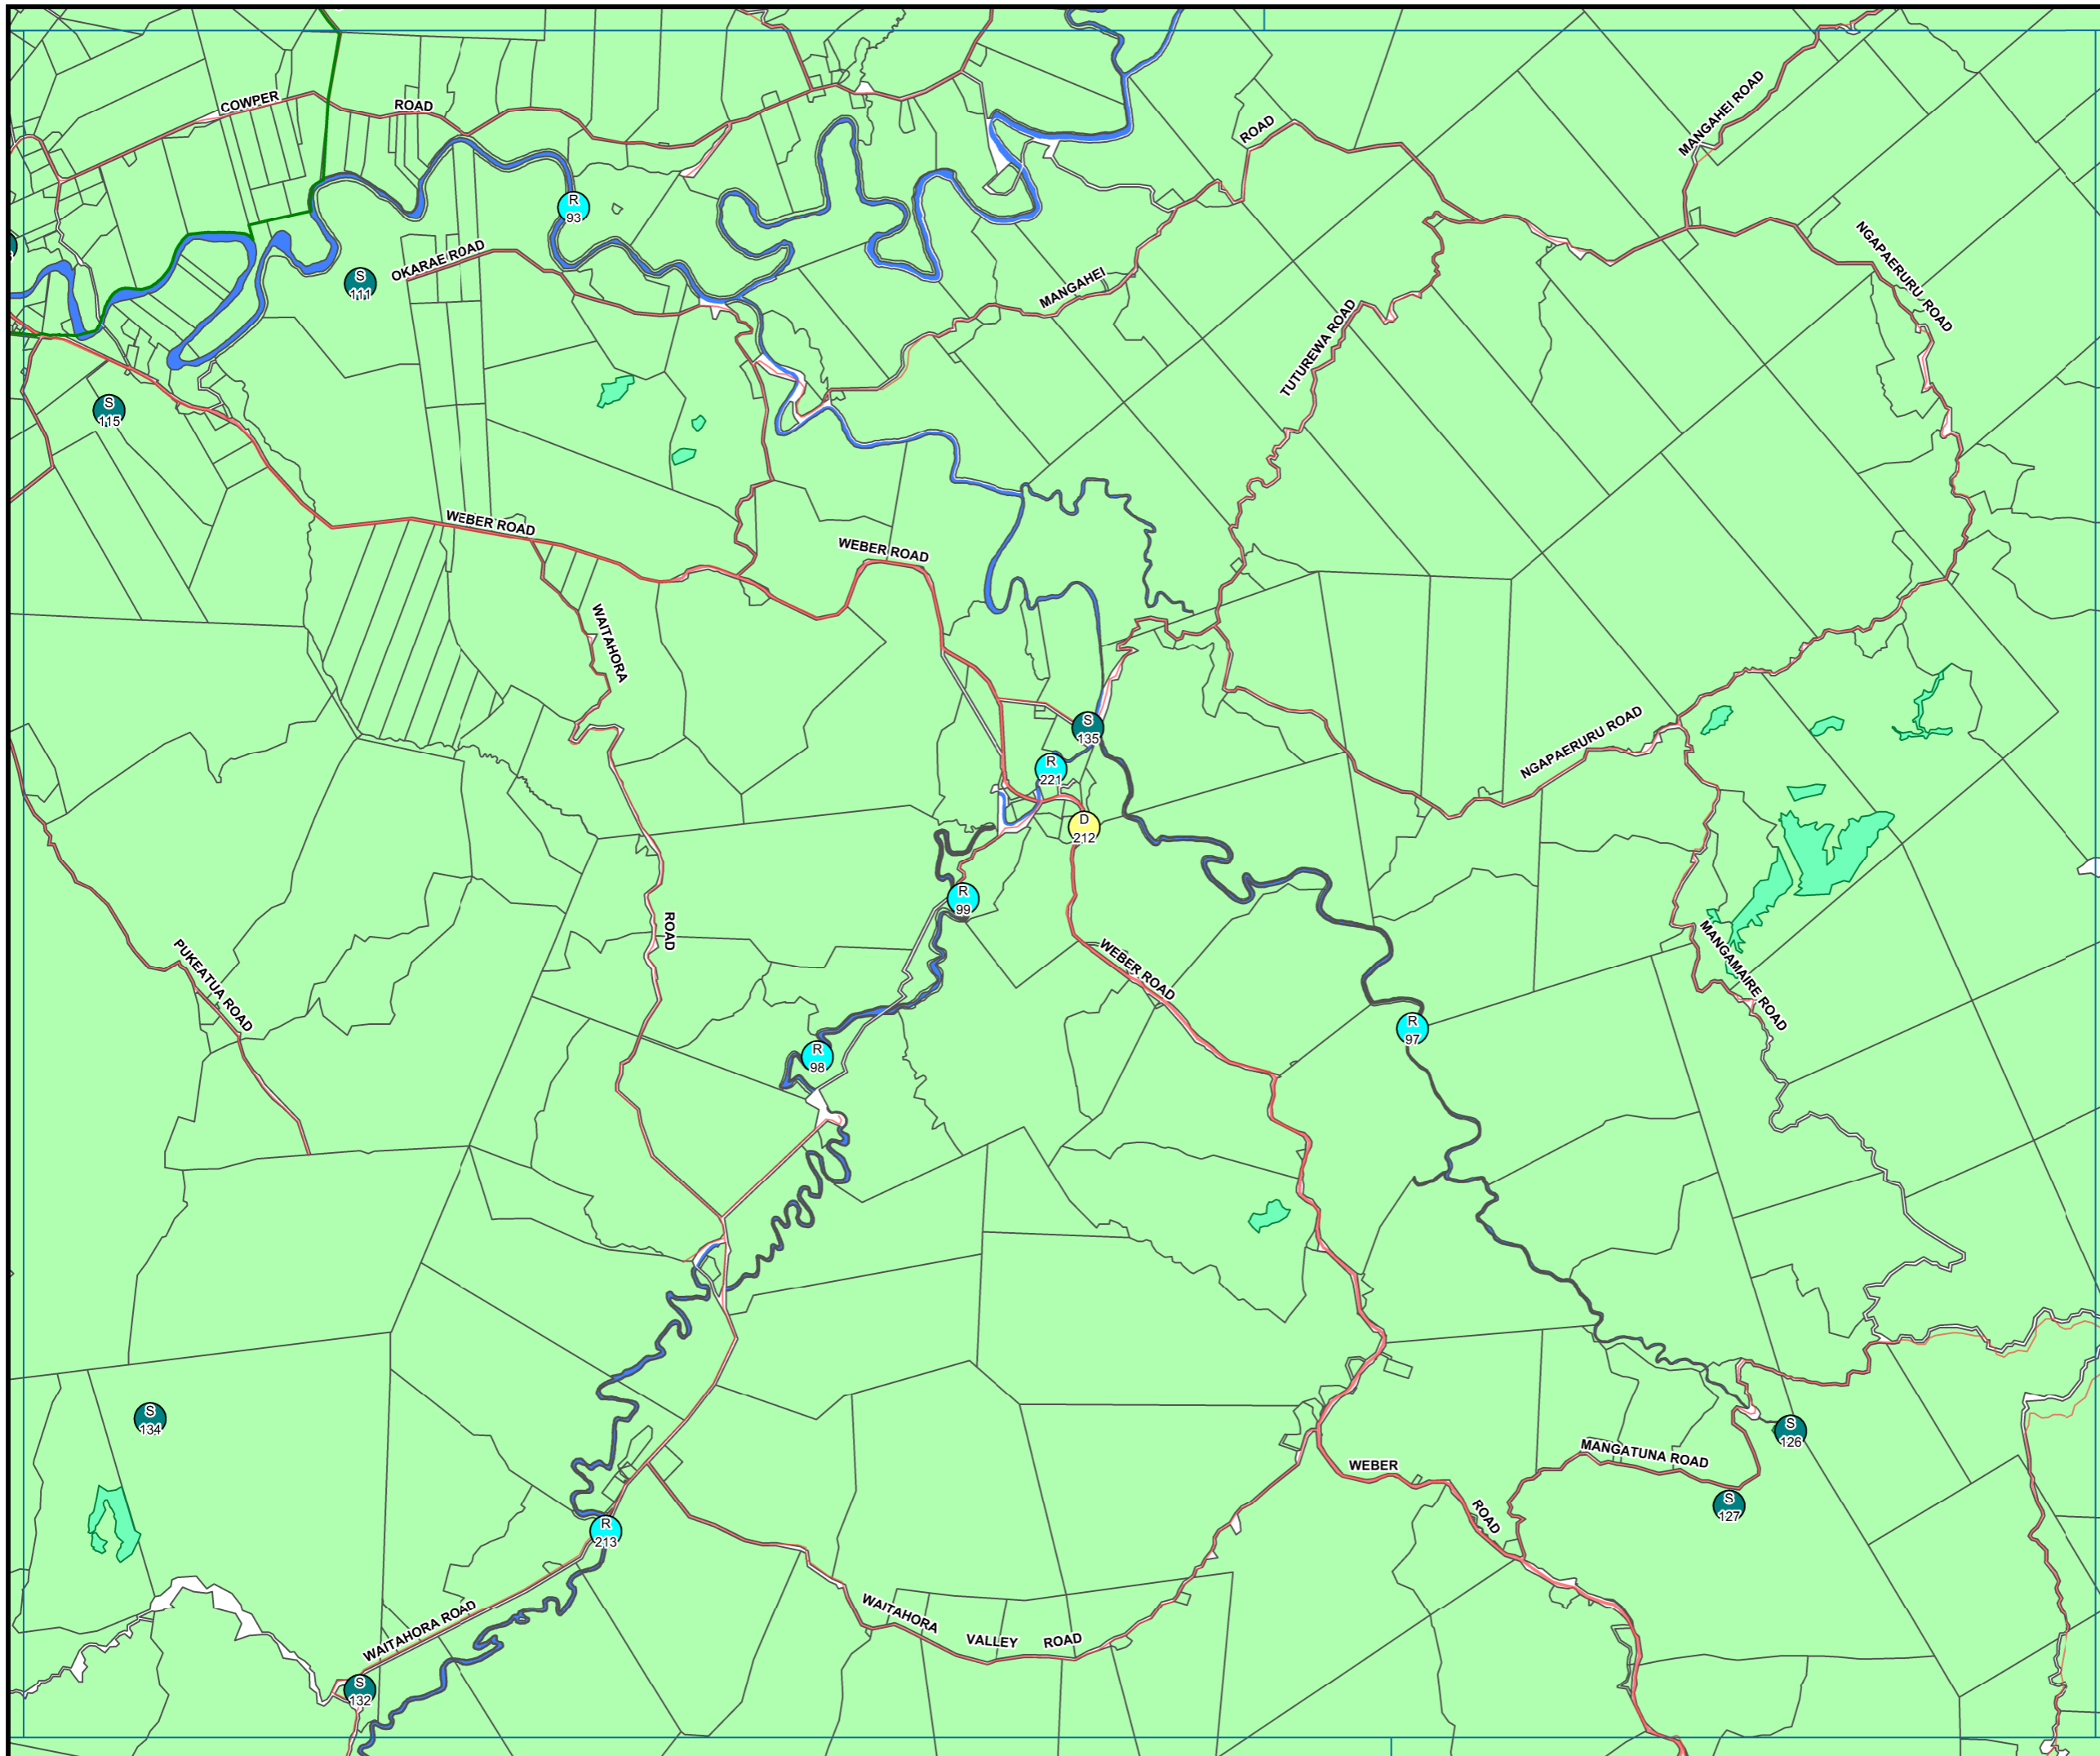 COWPER
ROAD
ROAD
MANGAHEI ROAD
R
93
OKARAE ROAD
S
111
MANGAHEI
NGAPAERURU ROAD
TUTUREWA ROAD
S
115
WEBER ROAD
WEBER ROAD
WAITAHORA
S
135
NGAPAERURU ROAD
R
221
D
212
R
99
ROAD
PUKEATUA ROAD
WEBER ROAD
MANGAMAIRE ROAD
R
97
R
98
S
134
S
126
MANGATUNA ROAD
WEBER
ROAD
S
127
R
213
WAITAHORA ROAD
WAITAHORA
VALLEY
ROAD
S
132